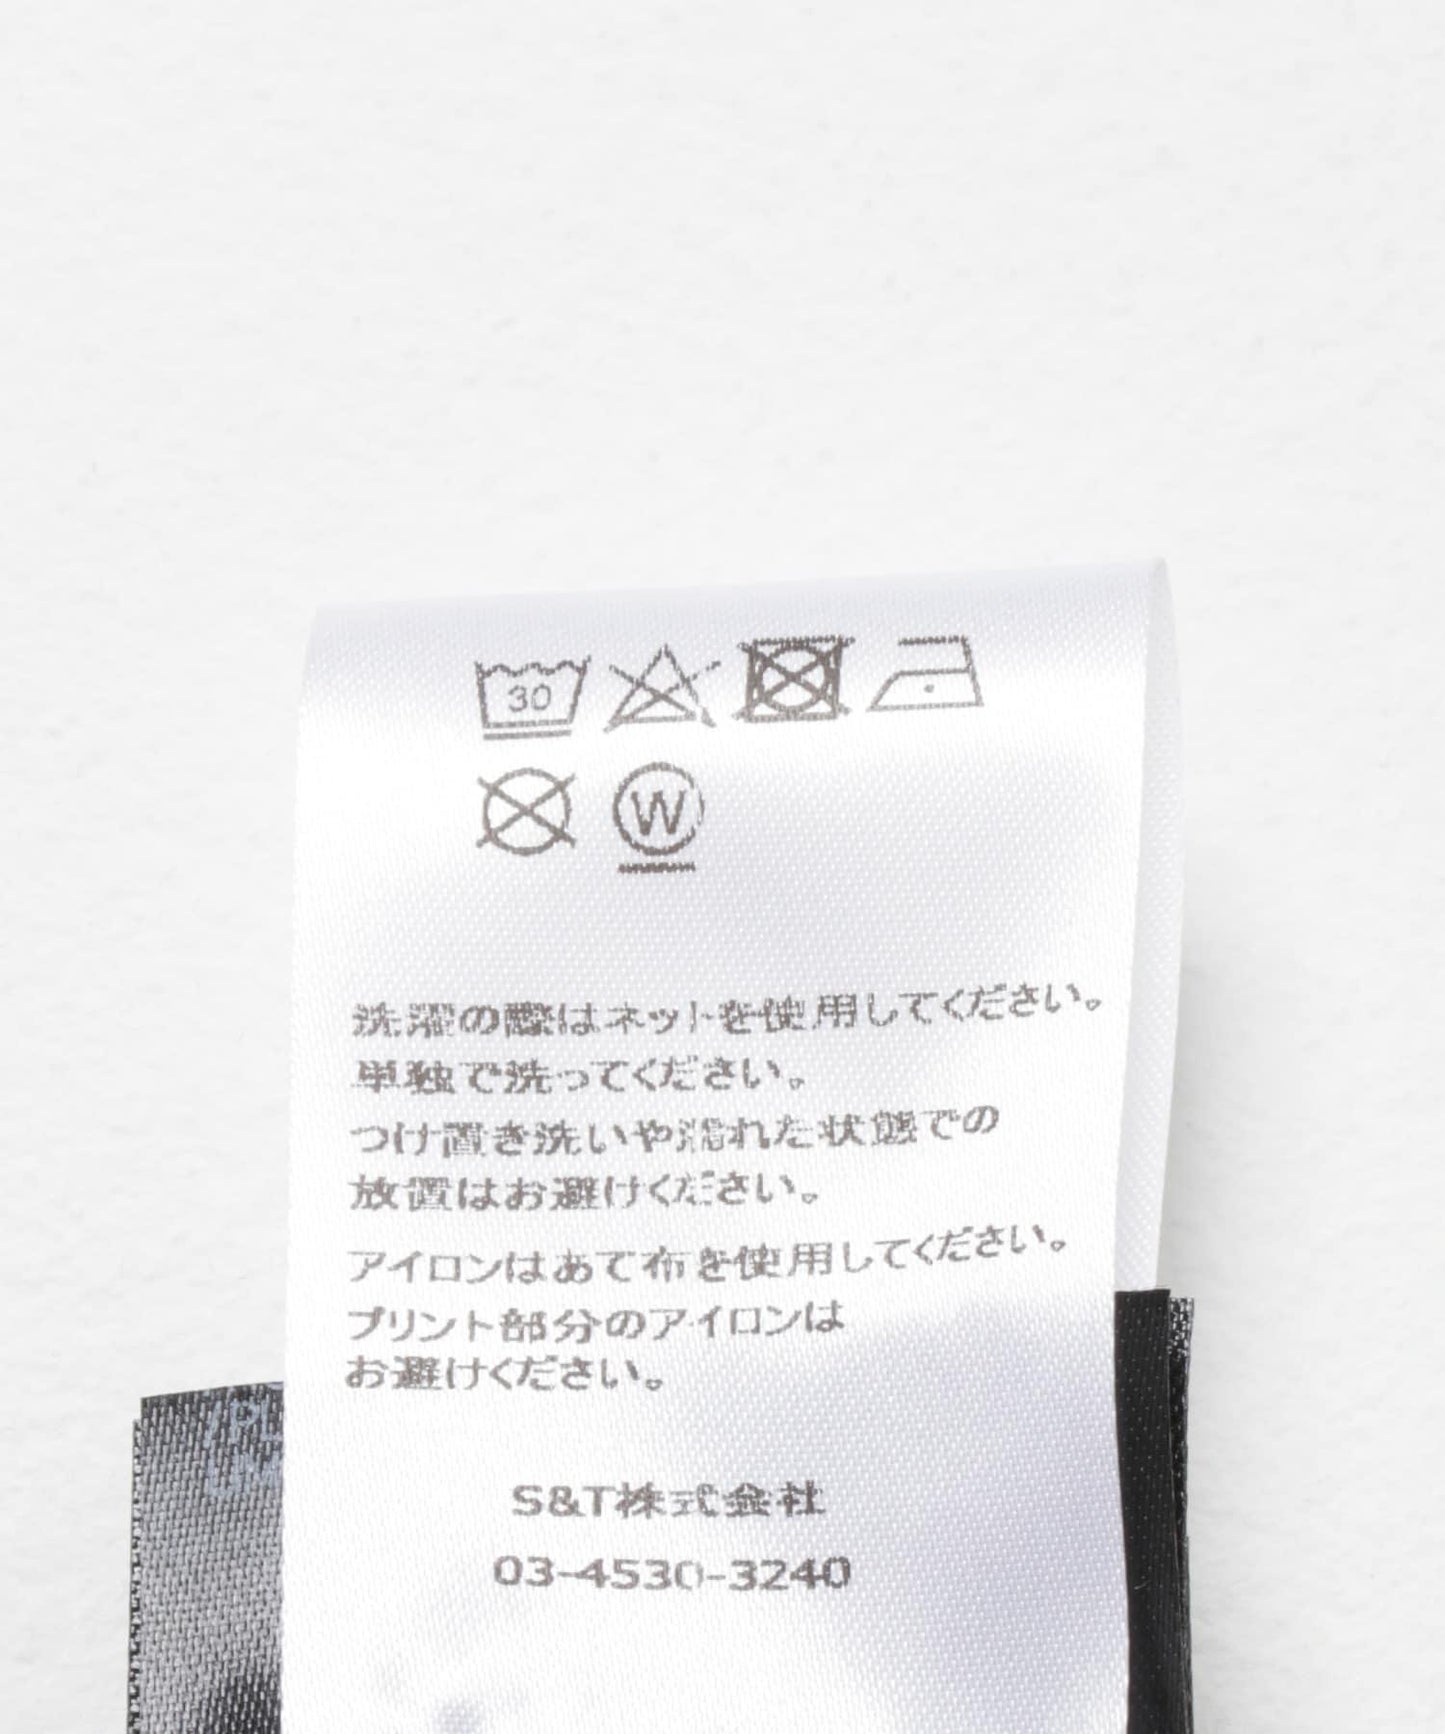 30
W
洗濯の際はネットを使用してください。
単独で洗ってください。
つけ置き洗いや濡れた状態での
放置はお避けください。
アイロンはあて布を使用してください。
プリント部分のアイロンは
お避けください。
/PL
S&T株式会社
03-4530-3240